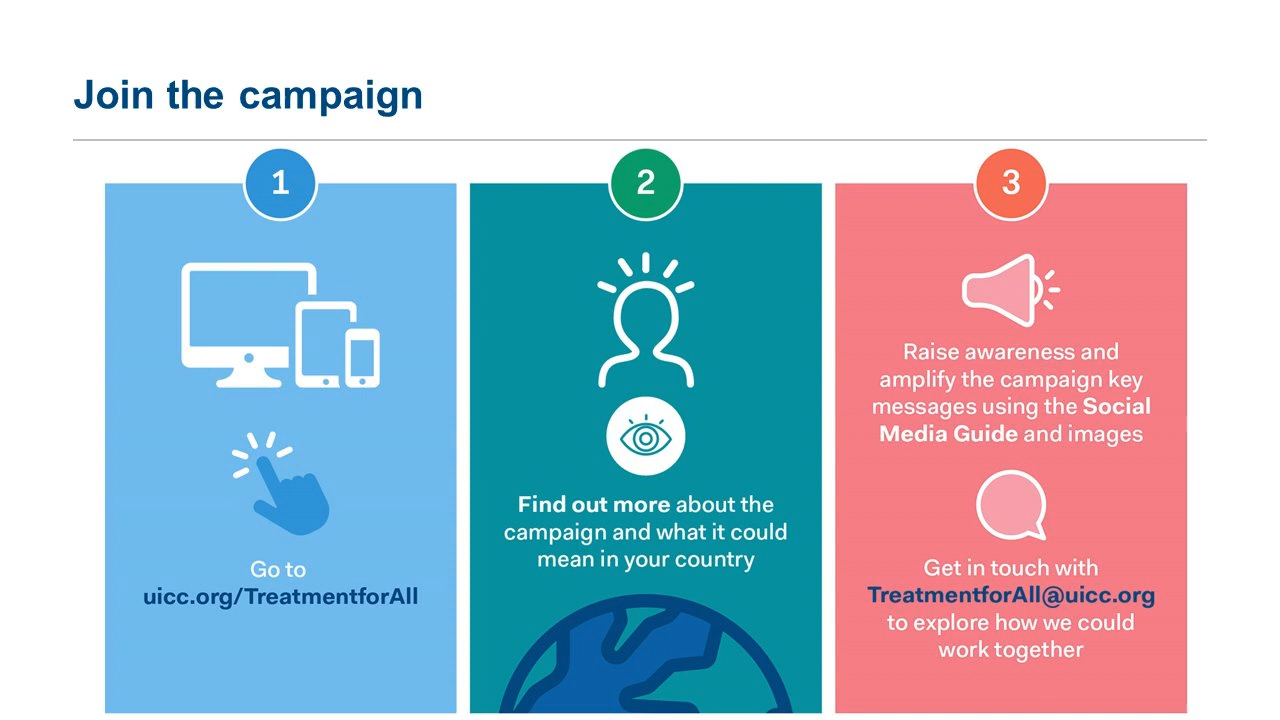 Join the campaign
1
Go to
uicc.org/TreatmentforAll
2
Find out more about the
campaign and what it could
mean in your country
3
Raise awareness and
amplify the campaign key
messages using the Social
Media Guide and images
Get in touch with
TreatmentforAll@uicc.org
to explore how we could
work together